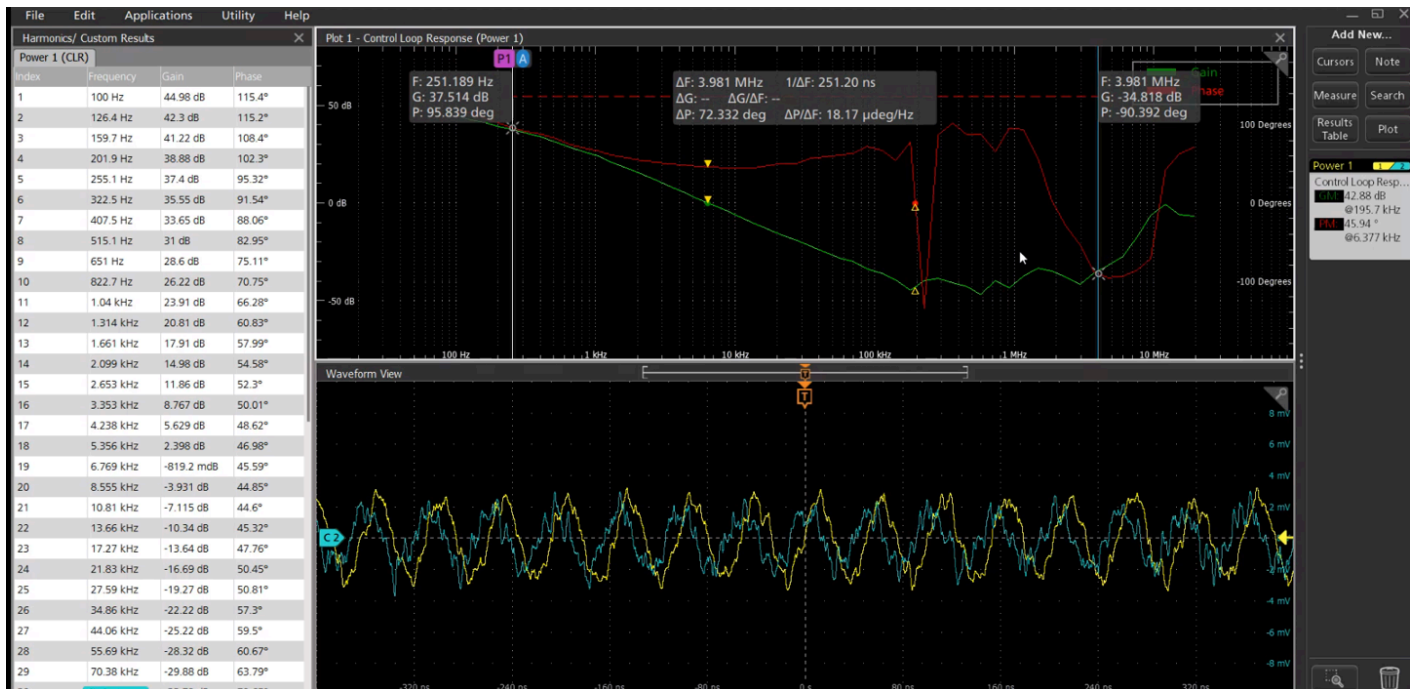 File Edit Applications Utility Help
Harmonics/ Custom Results
Power 1 (CLR)
Index Frequency Gain Phase
1 100 Hz 44.98 dB 115.4°
2 126.4 Hz 42.3 dB 115.2°
3 159.7 Hz 41.22 dB 108.4°
4 201.9 Hz 38.88 dB 102.3°
5 255.1 Hz 37.4 dB 95.32°
6 322.5 Hz 35.55 dB 91.54°
7 407.5 Hz 33.65 dB 88.06°
8 515.1 Hz 31 dB 82.95°
9 651 Hz 28.6 dB 75.11°
10 822.7 Hz 26.22 dB 70.75°
11 1.04 kHz 23.91 dB 66.28°
12 1.314 kHz 20.81 dB 60.83°
13 1.661 kHz 17.91 dB 57.99°
14 2.099 kHz 14.98 dB 54.58°
15 2.653 kHz 11.86 dB 52.3°
16 3.353 kHz 8.767 dB 50.01°
17 4.238 kHz 5.629 dB 48.62°
18 5.356 kHz 2.398 dB 46.98°
19 6.769 kHz -819.2 mdB 45.59°
20 8.555 kHz -3.931 dB 44.85°
21 10.81 kHz -7.115 dB 44.6°
22 13.66 kHz -10.34 dB 45.32°
23 17.27 kHz -13.64 dB 47.76°
24 21.83 kHz -16.69 dB 50.45°
25 27.59 kHz -19.27 dB 50.81°
26 34.86 kHz -22.22 dB 57.3°
27 44.06 kHz -25.22 dB 59.5°
28 55.69 kHz -28.32 dB 60.67°
29 70.38 kHz -29.88 dB 63.79°
Plot 1 - Control Loop Response (Power 1)
P1 A
F: 251.189 Hz
G: 37.514 dB
P: 95.839 deg
ΔF: 3.981 MHz 1/ΔF: 251.20 ns
ΔG: -- ΔG/ΔF: --
ΔP: 72.332 deg ΔP/ΔF: 18.17 µdeg/Hz
F: 3.981 MHz
G: -34.818 dB
P: -90.392 deg
Gain
Phase
50 dB
100 Degrees
0 dB
0 Degrees
-50 dB
-100 Degrees
100 Hz 1 kHz 10 kHz 100 kHz 1 MHz 10 MHz
Waveform View
T
T
8 mV
6 mV
4 mV
2 mV
C 2
-4 mV
-6 mV
-8 mV
-320 ns -240 ns -160 ns -80 ns 0 s 80 ns 160 ns 240 ns 320 ns
Add New...
Cursors Note
Measure Search
Results Plot
Table
Power 1 1 2
Control Loop Resp...
GM: 42.88 dB
@195.7 kHz
PM: 45.94 °
@6.377 kHz